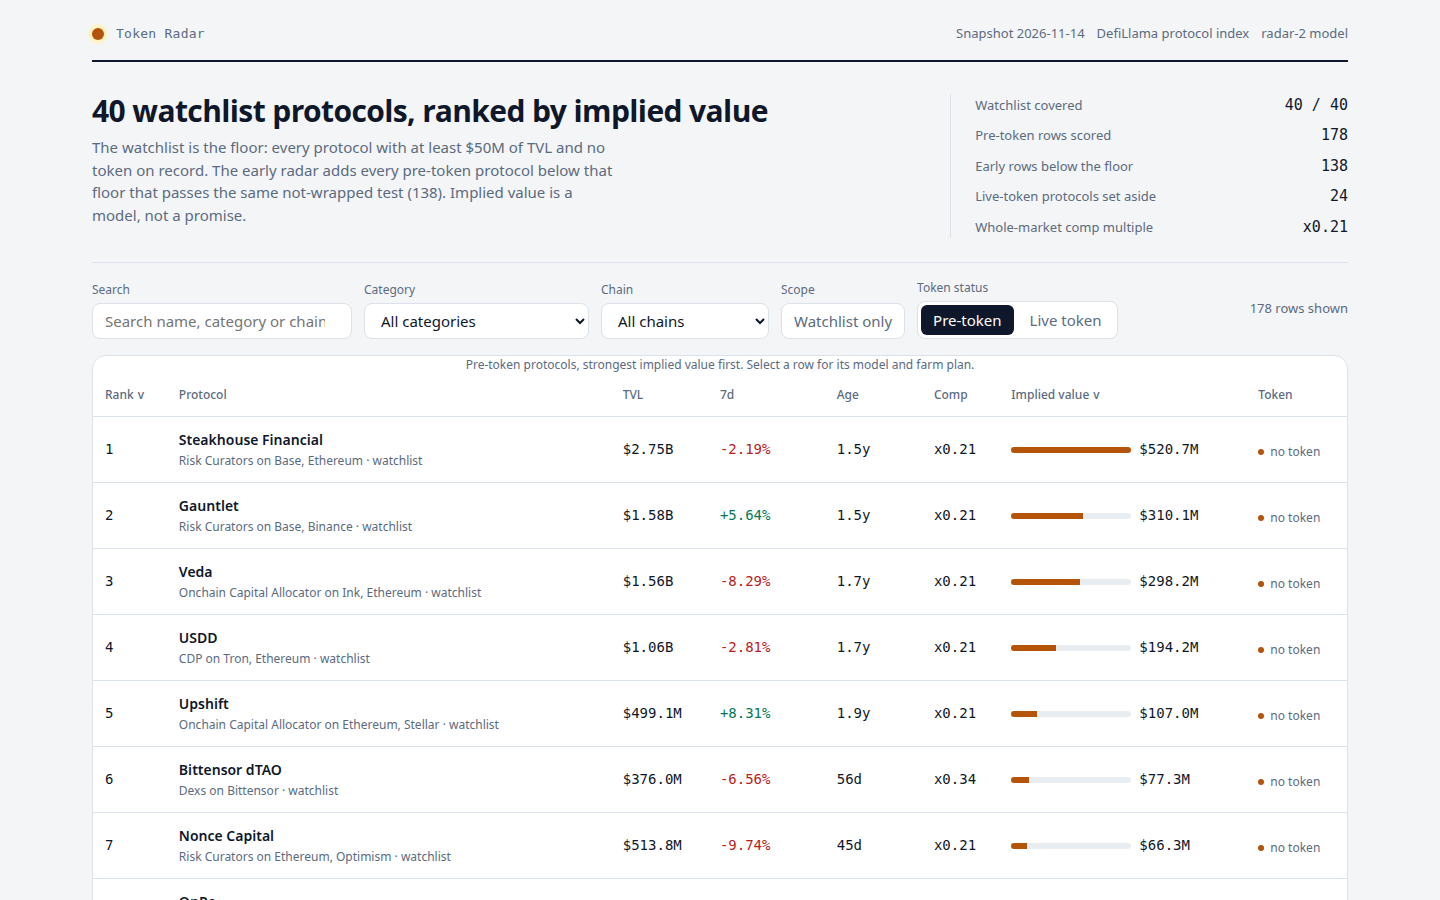 Token Radar
Snapshot 2026-11-14 DefiLlama protocol index radar-2 model
40 watchlist protocols, ranked by implied value
The watchlist is the floor: every protocol with at least $50M of TVL and no
token on record. The early radar adds every pre-token protocol below that
floor that passes the same not-wrapped test (138). Implied value is a
model, not a promise.
Watchlist covered 40 / 40
Pre-token rows scored 178
Early rows below the floor 138
Live-token protocols set aside 24
Whole-market comp multiple x0.21
Search Category Chain Scope Token status
Search name, category or chain All categories All chains Watchlist only Pre-token Live token
178 rows shown
Pre-token protocols, strongest implied value first. Select a row for its model and farm plan.
Rank v Protocol TVL 7d Age Comp Implied value v Token
1 Steakhouse Financial $2.75B -2.19% 1.5y x0.21 $520.7M no token
Risk Curators on Base, Ethereum · watchlist
2 Gauntlet $1.58B +5.64% 1.5y x0.21 $310.1M no token
Risk Curators on Base, Binance · watchlist
3 Veda $1.56B -8.29% 1.7y x0.21 $298.2M no token
Onchain Capital Allocator on Ink, Ethereum · watchlist
4 USDD $1.06B -2.81% 1.7y x0.21 $194.2M no token
CDP on Tron, Ethereum · watchlist
5 Upshift $499.1M +8.31% 1.9y x0.21 $107.0M no token
Onchain Capital Allocator on Ethereum, Stellar · watchlist
6 Bittensor dTAO $376.0M -6.56% 56d x0.34 $77.3M no token
Dexs on Bittensor · watchlist
7 Nonce Capital $513.8M -9.74% 45d x0.21 $66.3M no token
Risk Curators on Ethereum, Optimism · watchlist